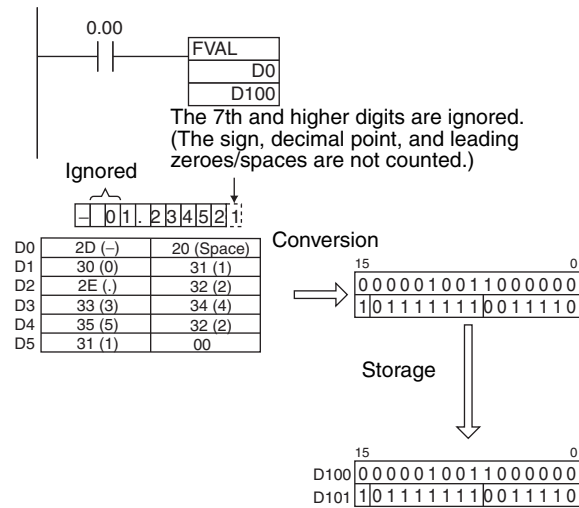 0.00
FVAL
D0
D100
The 7th and higher digits are ignored.
(The sign, decimal point, and leading
zeroes/spaces are not counted.)
Ignored
– 0 1 . 2 3 4 5 2 1
D0 2D (–) 20 (Space)
D1 30 (0) 31 (1)
D2 2E (.) 32 (2)
D3 33 (3) 34 (4)
D4 35 (5) 32 (2)
D5 31 (1) 00
Conversion
15 0
0 0 0 0 0 1 0 0 1 1 0 0 0 0 0 0
1 0 1 1 1 1 1 1 1 0 0 1 1 1 1 0
Storage
15 0
D100 0 0 0 0 0 1 0 0 1 1 0 0 0 0 0 0
D101 1 0 1 1 1 1 1 1 1 0 0 1 1 1 1 0